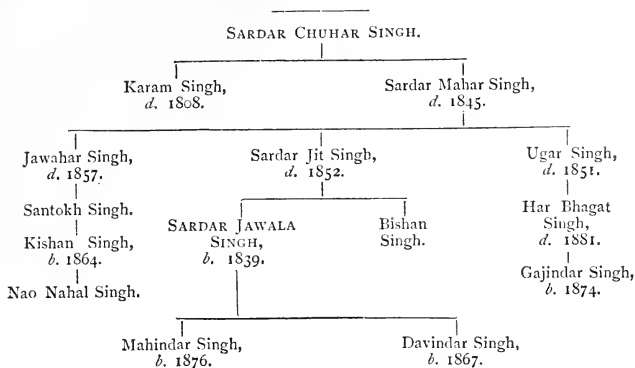 SARDAR CHUHAR SINGH.
Karam Singh, Sardar Mahar Singh,
d. 1808. d. 1845.
Jawahar Singh, Sardar Jit Singh, Ugar Singh,
d. 1857. d. 1852. d. 1851.
Santokh Singh. SARDAR JAWALA Bishan Har Bhagat
Kishan Singh, SINGH, Singh. Singh,
b. 1864. b. 1839. d. 1881.
Nao Nahal Singh. Gajindar Singh,
b. 1874.
Mahindar Singh, Davindar Singh,
b. 1876. b. 1867.